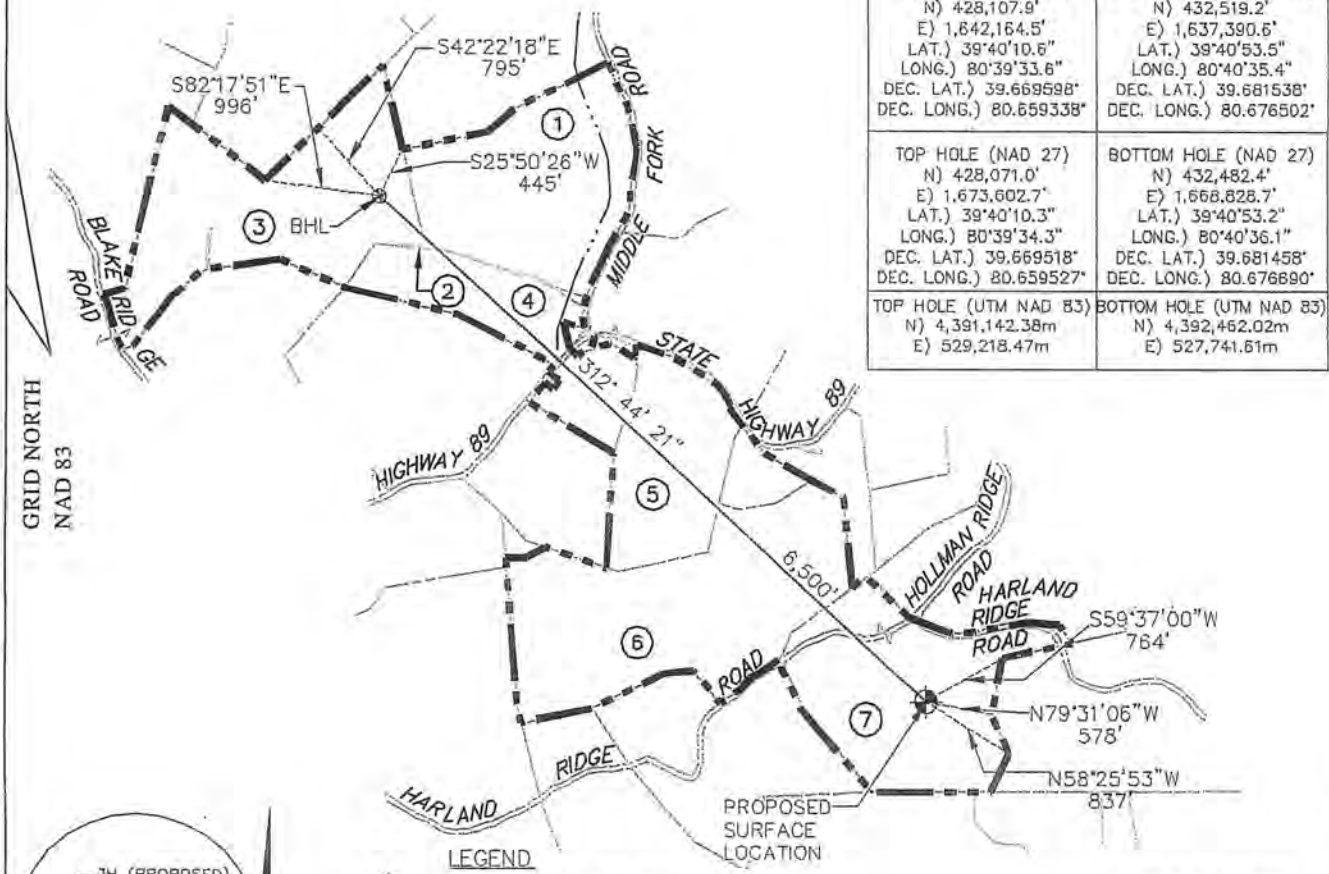 N) 428,107.9'
E) 1,642,164.5'
LAT.) 39°40'10.6"
LONG.) 80°39'33.6"
DEC. LAT.) 39.669598°
DEC. LONG.) 80.659338°
N) 432,519.2'
E) 1,637,390.6'
LAT.) 39°40'53.5"
LONG.) 80°40'35.4"
DEC. LAT.) 39.681538°
DEC. LONG.) 80.676502°
TOP HOLE (NAD 27)
N) 428,071.0'
E) 1,673,602.7'
LAT.) 39°40'10.3"
LONG.) 80°39'34.3"
DEC. LAT.) 39.669518°
DEC. LONG.) 80.659527°
BOTTOM HOLE (NAD 27)
N) 432,482.4'
E) 1,668,828.7'
LAT.) 39°40'53.2"
LONG.) 80°40'36.1"
DEC. LAT.) 39.681458°
DEC. LONG.) 80.676690°
TOP HOLE (UTM NAD 83)
N) 4,391,142.38m
E) 529,218.47m
BOTTOM HOLE (UTM NAD 83)
N) 4,392,462.02m
E) 527,741.61m
S42°22'18"E
795'
S82°17'51"E
996'
1
S25°50'26"W
445'
MIDDLE FORK ROAD
BHL
3
BLAKE RIDGE
ROAD
2
4
STATE
HIGHWAY 89
312° 44' 21"
HIGHWAY 89
GRID NORTH
NAD 83
5
6,500'
HOLLMAN RIDGE
ROAD
HARLAND
RIDGE
ROAD
S59°37'00"W
764'
6
ROAD
7
N79°31'06"W
578'
N58°25'53"W
837'
HARLAND RIDGE
PROPOSED
SURFACE
LOCATION
LEGEND
3H (PROPOSED)